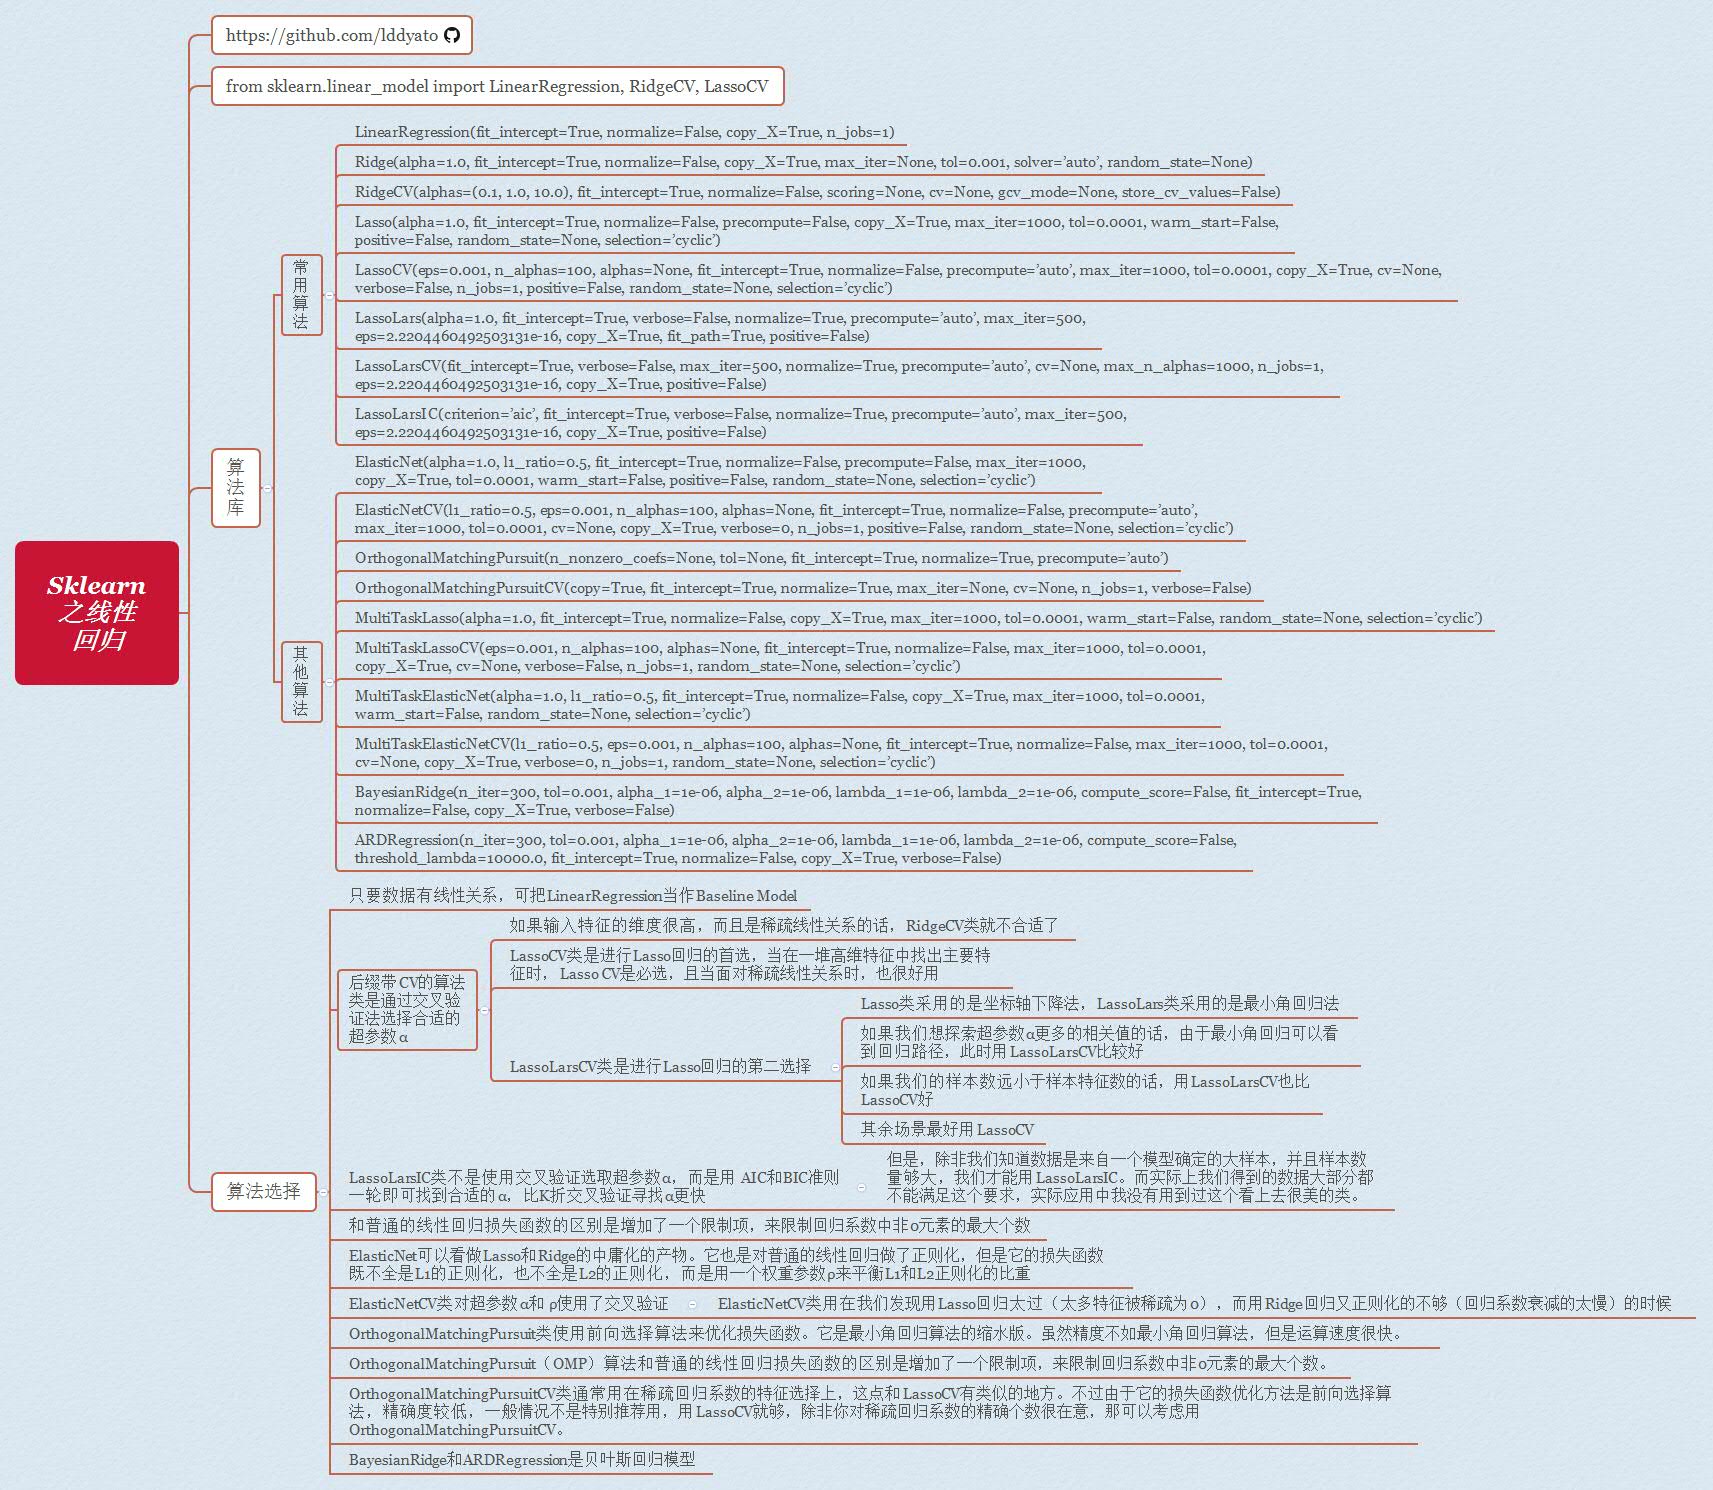 https://github.com/lddyato
from sklearn.linear_model import LinearRegression, RidgeCV, LassoCV
LinearRegression(fit_intercept=True, normalize=False, copy_X=True, n_jobs=1)
Ridge(alpha=1.0, fit_intercept=True, normalize=False, copy_X=True, max_iter=None, tol=0.001, solver=’auto’, random_state=None)
RidgeCV(alphas=(0.1, 1.0, 10.0), fit_intercept=True, normalize=False, scoring=None, cv=None, gcv_mode=None, store_cv_values=False)
Lasso(alpha=1.0, fit_intercept=True, normalize=False, precompute=False, copy_X=True, max_iter=1000, tol=0.0001, warm_start=False,
positive=False, random_state=None, selection=’cyclic’)
常
用
算
法
LassoCV(eps=0.001, n_alphas=100, alphas=None, fit_intercept=True, normalize=False, precompute=’auto’, max_iter=1000, tol=0.0001, copy_X=True, cv=None,
verbose=False, n_jobs=1, positive=False, random_state=None, selection=’cyclic’)
LassoLars(alpha=1.0, fit_intercept=True, verbose=False, normalize=True, precompute=’auto’, max_iter=500,
eps=2.2204460492503131e-16, copy_X=True, fit_path=True, positive=False)
LassoLarsCV(fit_intercept=True, verbose=False, max_iter=500, normalize=True, precompute=’auto’, cv=None, max_n_alphas=1000, n_jobs=1,
eps=2.2204460492503131e-16, copy_X=True, positive=False)
LassoLarsIC(criterion=’aic’, fit_intercept=True, verbose=False, normalize=True, precompute=’auto’, max_iter=500,
eps=2.2204460492503131e-16, copy_X=True, positive=False)
算
法
库
ElasticNet(alpha=1.0, l1_ratio=0.5, fit_intercept=True, normalize=False, precompute=False, max_iter=1000,
copy_X=True, tol=0.0001, warm_start=False, positive=False, random_state=None, selection=’cyclic’)
ElasticNetCV(l1_ratio=0.5, eps=0.001, n_alphas=100, alphas=None, fit_intercept=True, normalize=False, precompute=’auto’,
max_iter=1000, tol=0.0001, cv=None, copy_X=True, verbose=0, n_jobs=1, positive=False, random_state=None, selection=’cyclic’)
OrthogonalMatchingPursuit(n_nonzero_coefs=None, tol=None, fit_intercept=True, normalize=True, precompute=’auto’)
OrthogonalMatchingPursuitCV(copy=True, fit_intercept=True, normalize=True, max_iter=None, cv=None, n_jobs=1, verbose=False)
Sklearn
之线性
回归
MultiTaskLasso(alpha=1.0, fit_intercept=True, normalize=False, copy_X=True, max_iter=1000, tol=0.0001, warm_start=False, random_state=None, selection=’cyclic’)
其
他
算
法
MultiTaskLassoCV(eps=0.001, n_alphas=100, alphas=None, fit_intercept=True, normalize=False, max_iter=1000, tol=0.0001,
copy_X=True, cv=None, verbose=False, n_jobs=1, random_state=None, selection=’cyclic’)
MultiTaskElasticNet(alpha=1.0, l1_ratio=0.5, fit_intercept=True, normalize=False, copy_X=True, max_iter=1000, tol=0.0001,
warm_start=False, random_state=None, selection=’cyclic’)
MultiTaskElasticNetCV(l1_ratio=0.5, eps=0.001, n_alphas=100, alphas=None, fit_intercept=True, normalize=False, max_iter=1000, tol=0.0001,
cv=None, copy_X=True, verbose=0, n_jobs=1, random_state=None, selection=’cyclic’)
BayesianRidge(n_iter=300, tol=0.001, alpha_1=1e-06, alpha_2=1e-06, lambda_1=1e-06, lambda_2=1e-06, compute_score=False, fit_intercept=True,
normalize=False, copy_X=True, verbose=False)
ARDRegression(n_iter=300, tol=0.001, alpha_1=1e-06, alpha_2=1e-06, lambda_1=1e-06, lambda_2=1e-06, compute_score=False,
threshold_lambda=10000.0, fit_intercept=True, normalize=False, copy_X=True, verbose=False)
只要数据有线性关系，可把LinearRegression当作Baseline Model
如果输入特征的维度很高，而且是稀疏线性关系的话，RidgeCV类就不合适了
LassoCV类是进行Lasso回归的首选，当在一堆高维特征中找出主要特
征时， Lasso CV是必选，且当面对稀疏线性关系时，也很好用
后缀带CV的算法
类是通过交叉验
证法选择合适的
超参数α
Lasso类采用的是坐标轴下降法，LassoLars类采用的是最小角回归法
如果我们想探索超参数α更多的相关值的话，由于最小角回归可以看
到回归路径，此时用LassoLarsCV比较好
LassoLarsCV类是进行Lasso回归的第二选择
如果我们的样本数远小于样本特征数的话，用LassoLarsCV也比
LassoCV好
其余场景最好用LassoCV
算法选择
LassoLarsIC类不是使用交叉验证选取超参数α，而是用 AIC和BIC准则
一轮即可找到合适的α，比K折交叉验证寻找α更快
但是，除非我们知道数据是来自一个模型确定的大样本，并且样本数
量够大，我们才能用LassoLarsIC。而实际上我们得到的数据大部分都
不能满足这个要求，实际应用中我没有用到过这个看上去很美的类。
和普通的线性回归损失函数的区别是增加了一个限制项，来限制回归系数中非0元素的最大个数
ElasticNet可以看做Lasso和Ridge的中庸化的产物。它也是对普通的线性回归做了正则化，但是它的损失函数
既不全是L1的正则化，也不全是L2的正则化，而是用一个权重参数ρ来平衡L1和L2正则化的比重
ElasticNetCV类对超参数α和 ρ使用了交叉验证
ElasticNetCV类用在我们发现用Lasso回归太过（太多特征被稀疏为0），而用Ridge回归又正则化的不够（回归系数衰减的太慢）的时候
OrthogonalMatchingPursuit类使用前向选择算法来优化损失函数。它是最小角回归算法的缩水版。虽然精度不如最小角回归算法，但是运算速度很快。
OrthogonalMatchingPursuit（OMP）算法和普通的线性回归损失函数的区别是增加了一个限制项，来限制回归系数中非0元素的最大个数。
OrthogonalMatchingPursuitCV类通常用在稀疏回归系数的特征选择上，这点和LassoCV有类似的地方。不过由于它的损失函数优化方法是前向选择算
法，精确度较低，一般情况不是特别推荐用，用LassoCV就够，除非你对稀疏回归系数的精确个数很在意，那可以考虑用
OrthogonalMatchingPursuitCV。
BayesianRidge和ARDRegression是贝叶斯回归模型